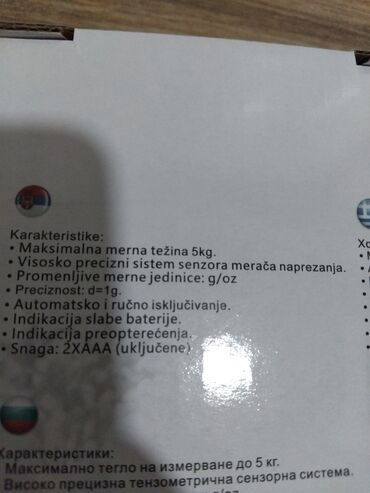 Karakteristike:
• Maksimalna merna težina 5kg.
• Visosko precizni sistem senzora merača naprezanja.
• Promenljive merne jedinice: g/oz
• Preciznost: d=1g.
• Automatsko i ručno isključivanje.
• Indikacija slabe baterije.
• Indikacija preopterećenja.
• Snaga: 2XAAA (uključene)
Характеристики:
• Максимално тегло на измерване до 5 кг.
• Високо прецизна тензометрична сензорна система.
g/oz